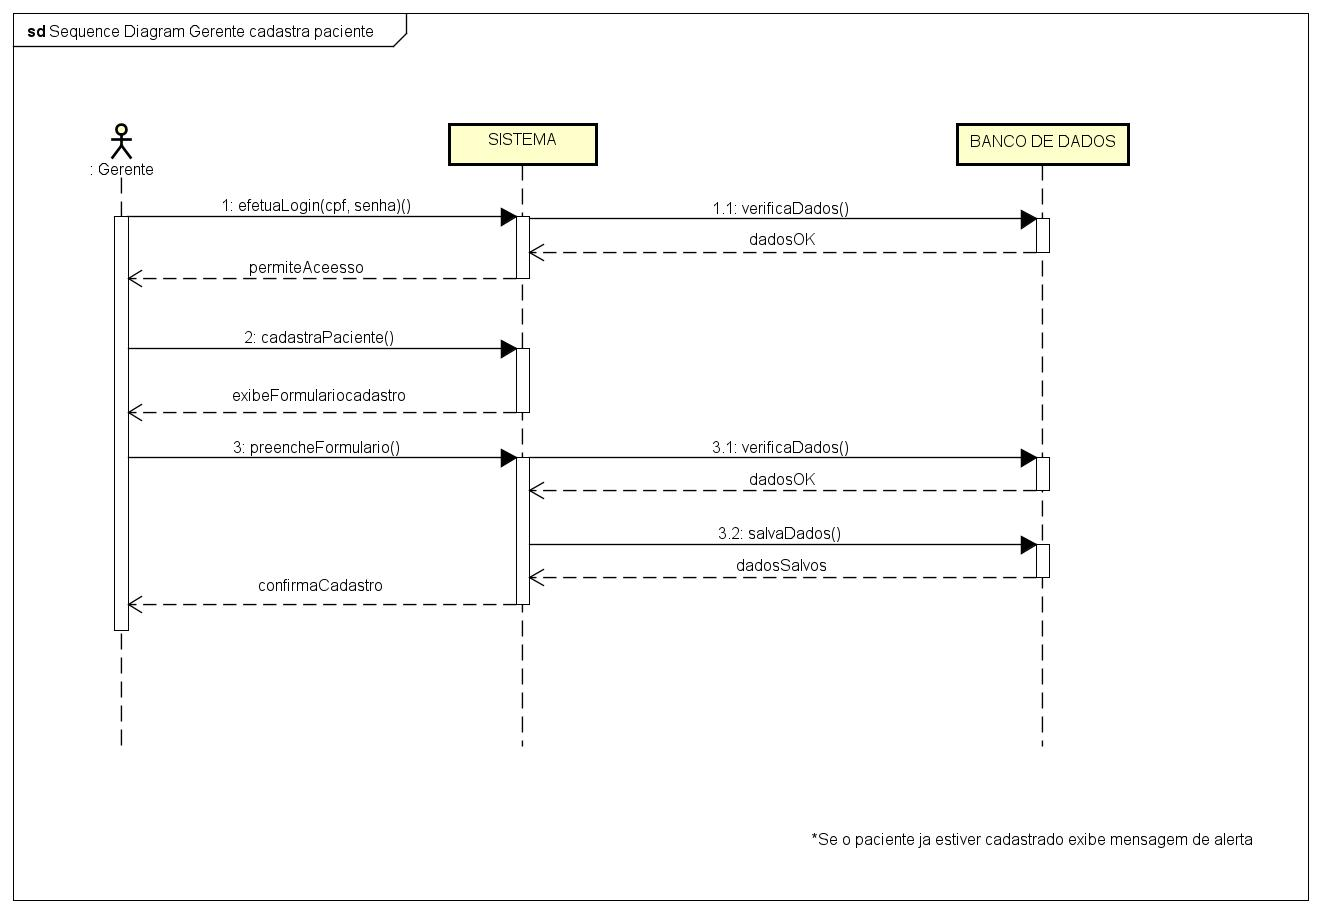 sd Sequence Diagram Gerente cadastra paciente
: Gerente
SISTEMA
BANCO DE DADOS
1: efetuaLogin(cpf, senha)()
1.1: verificaDados()
dadosOK
permiteAceesso
2: cadastraPaciente()
exibeFormulariocadastro
3: preencheFormulario()
3.1: verificaDados()
dadosOK
3.2: salvaDados()
dadosSalvos
confirmaCadastro
*Se o paciente ja estiver cadastrado exibe mensagem de alerta